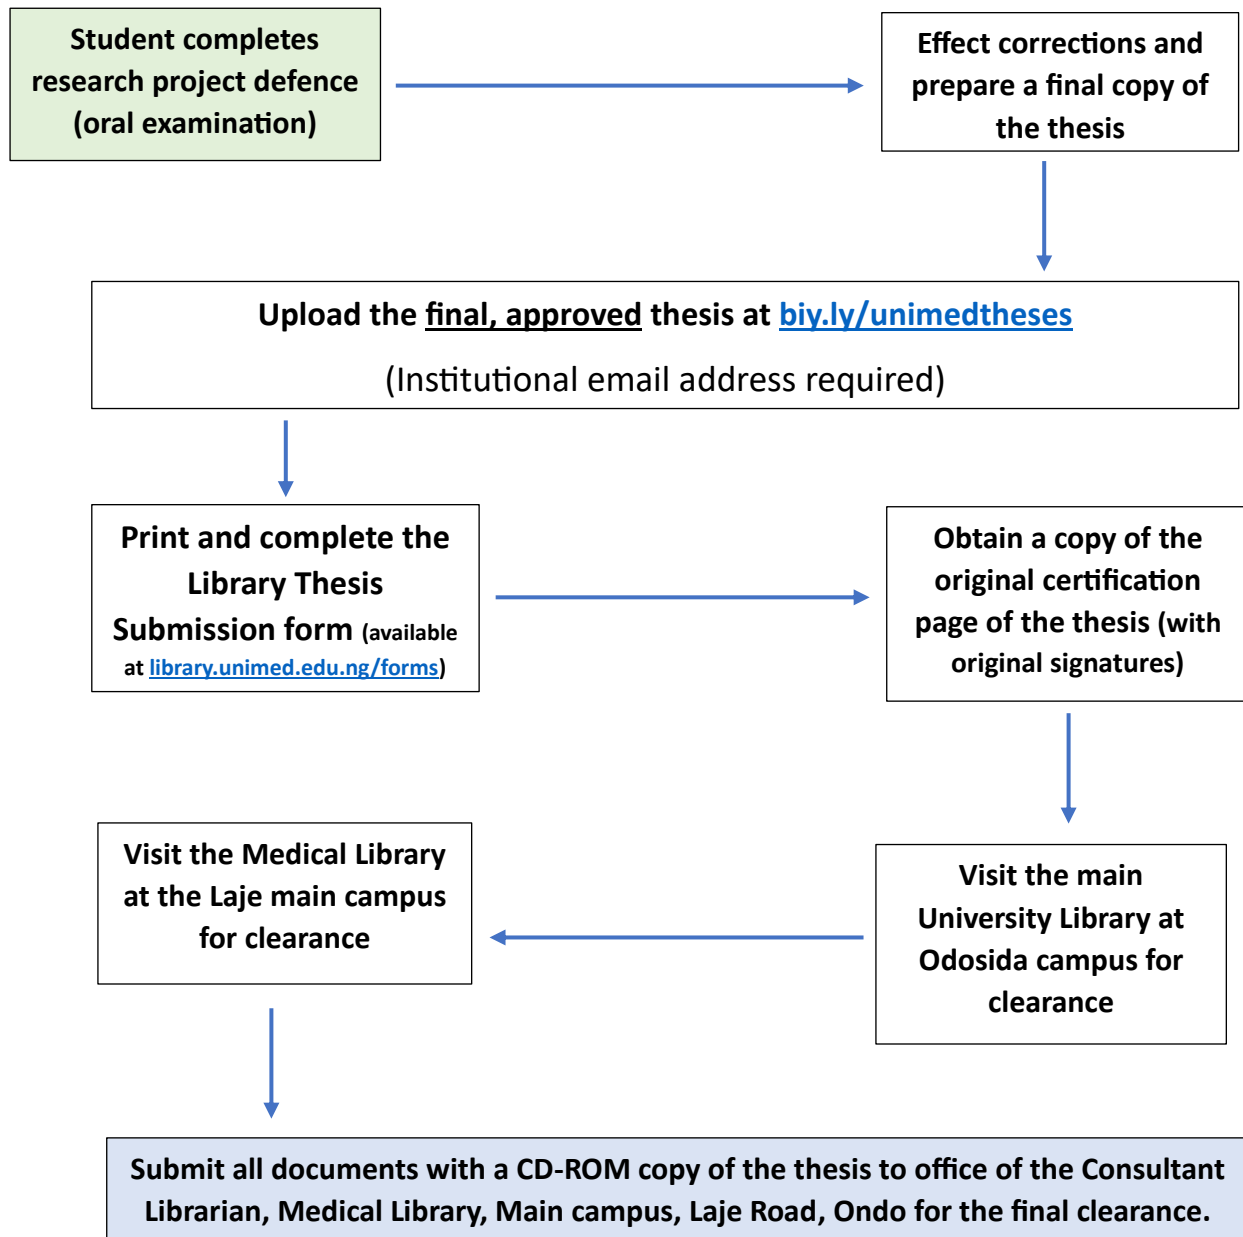 Student completes
research project defence
(oral examination)
Effect corrections and
prepare a final copy of
the thesis
Upload the final, approved thesis at biy.ly/unimedtheses
(Institutional email address required)
Print and complete the
Library Thesis
Submission form (available
at library.unimed.edu.ng/forms)
Obtain a copy of the
original certification
page of the thesis (with
original signatures)
Visit the main
University Library at
Odosida campus for
clearance
Visit the Medical Library
at the Laje main campus
for clearance
Submit all documents with a CD-ROM copy of the thesis to office of the Consultant
Librarian, Medical Library, Main campus, Laje Road, Ondo for the final clearance.